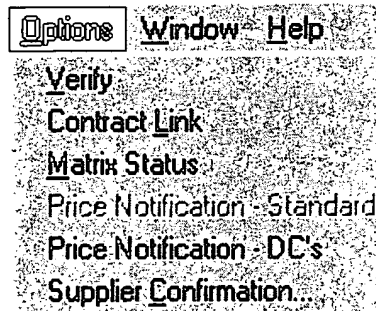 Options Window Help
Verify
Contract Link
Matrix Status
Price Notification - Standard
Price Notification - DC's
Supplier Confirmation...